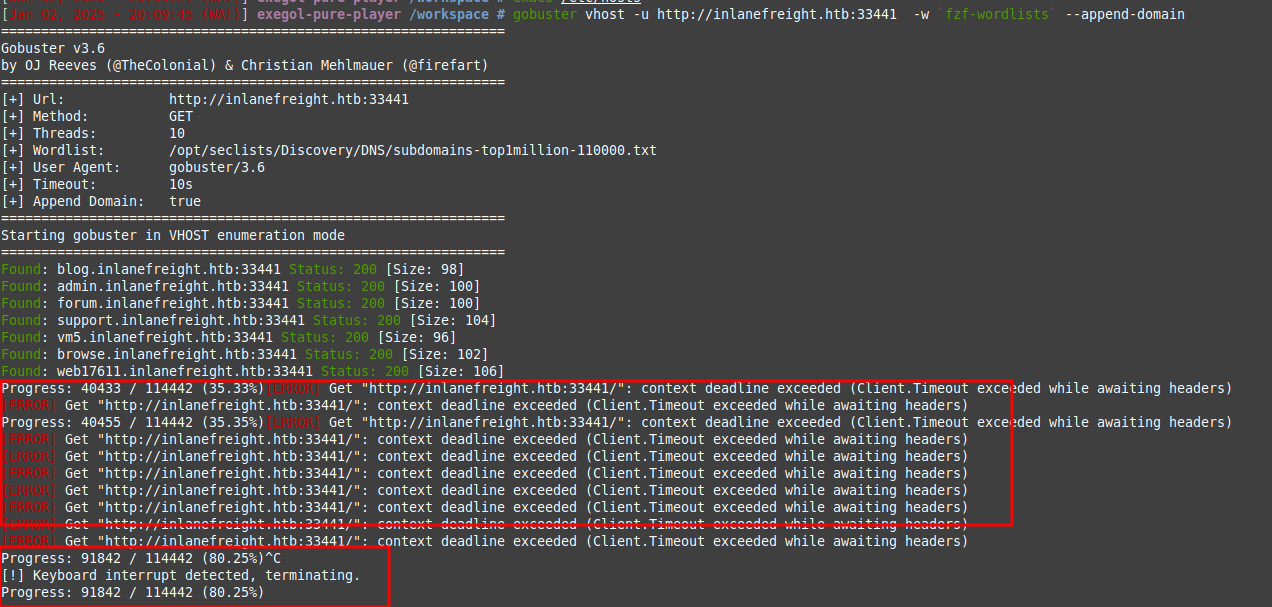 [Jan 02, 2025 - 20:09:45 (WAT)] exegol-pure-player /workspace # gobuster vhost -u http://inlanefreight.htb:33441  -w `fzf-wordlists` --append-domain
===============================================================
Gobuster v3.6
by OJ Reeves (@TheColonial) & Christian Mehlmauer (@firefart)
===============================================================
[+] Url:             http://inlanefreight.htb:33441
[+] Method:          GET
[+] Threads:         10
[+] Wordlist:        /opt/seclists/Discovery/DNS/subdomains-top1million-110000.txt
[+] User Agent:      gobuster/3.6
[+] Timeout:         10s
[+] Append Domain:   true
===============================================================
Starting gobuster in VHOST enumeration mode
===============================================================
Found: blog.inlanefreight.htb:33441 Status: 200 [Size: 98]
Found: admin.inlanefreight.htb:33441 Status: 200 [Size: 100]
Found: forum.inlanefreight.htb:33441 Status: 200 [Size: 100]
Found: support.inlanefreight.htb:33441 Status: 200 [Size: 104]
Found: vm5.inlanefreight.htb:33441 Status: 200 [Size: 96]
Found: browse.inlanefreight.htb:33441 Status: 200 [Size: 102]
Found: web17611.inlanefreight.htb:33441 Status: 200 [Size: 106]
Progress: 40433 / 114442 (35.33%)[ERROR] Get "http://inlanefreight.htb:33441/": context deadline exceeded (Client.Timeout exceeded while awaiting headers)
[ERROR] Get "http://inlanefreight.htb:33441/": context deadline exceeded (Client.Timeout exceeded while awaiting headers)
Progress: 40455 / 114442 (35.35%)[ERROR] Get "http://inlanefreight.htb:33441/": context deadline exceeded (Client.Timeout exceeded while awaiting headers)
[ERROR] Get "http://inlanefreight.htb:33441/": context deadline exceeded (Client.Timeout exceeded while awaiting headers)
[ERROR] Get "http://inlanefreight.htb:33441/": context deadline exceeded (Client.Timeout exceeded while awaiting headers)
[ERROR] Get "http://inlanefreight.htb:33441/": context deadline exceeded (Client.Timeout exceeded while awaiting headers)
[ERROR] Get "http://inlanefreight.htb:33441/": context deadline exceeded (Client.Timeout exceeded while awaiting headers)
[ERROR] Get "http://inlanefreight.htb:33441/": context deadline exceeded (Client.Timeout exceeded while awaiting headers)
[ERROR] Get "http://inlanefreight.htb:33441/": context deadline exceeded (Client.Timeout exceeded while awaiting headers)
[ERROR] Get "http://inlanefreight.htb:33441/": context deadline exceeded (Client.Timeout exceeded while awaiting headers)
Progress: 91842 / 114442 (80.25%)^C
[!] Keyboard interrupt detected, terminating.
Progress: 91842 / 114442 (80.25%)